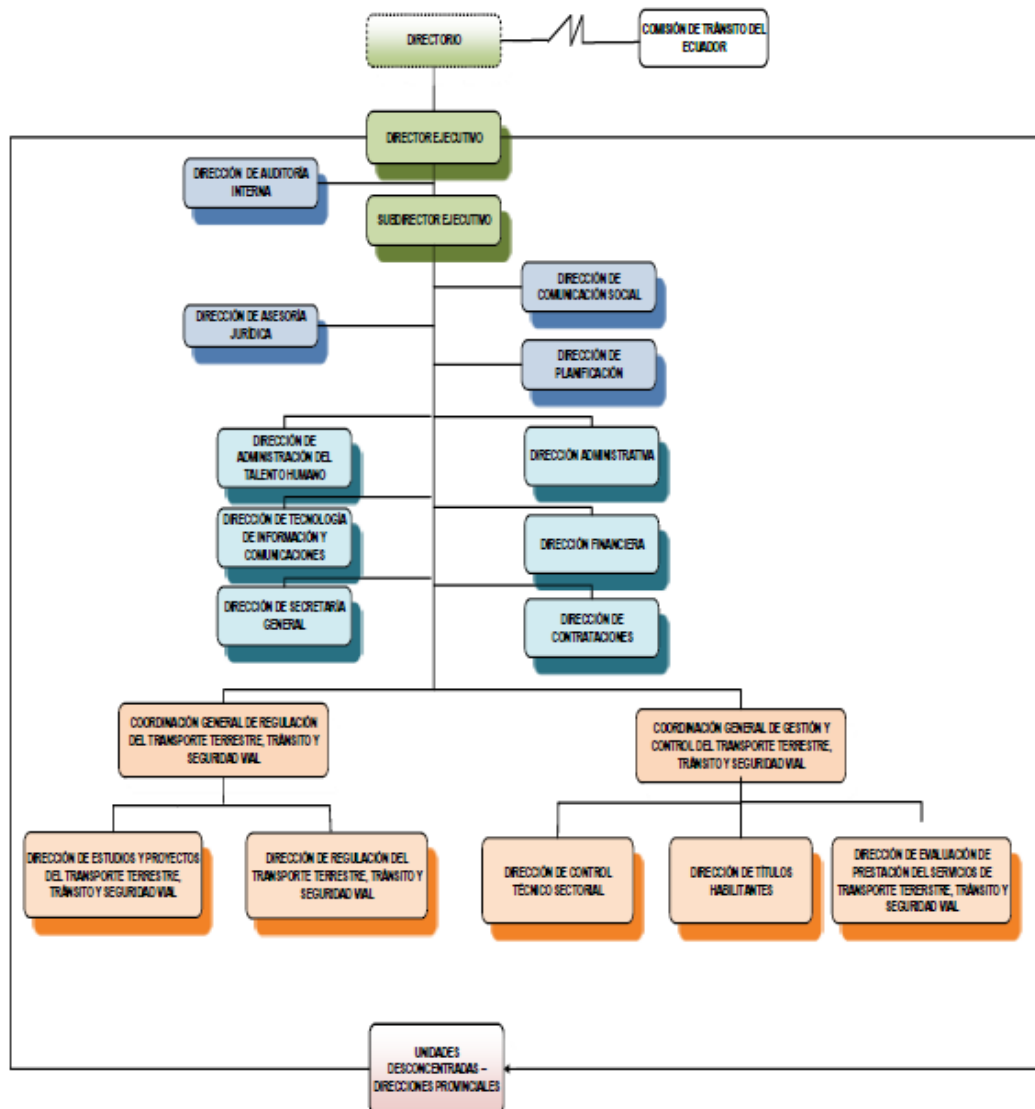 DIRECTORIO
COMISIÓN DE TRÁNSITO DEL
ECUADOR
DIRECTOR EJECUTIVO
DIRECCIÓN DE AUDITORÍA
INTERNA
SUBDIRECTOR EJECUTIVO
DIRECCIÓN DE
COMUNICACIÓN SOCIAL
DIRECCIÓN DE ASESORÍA
JURÍDICA
DIRECCIÓN DE
PLANIFICACIÓN
DIRECCIÓN DE
ADMINISTRACIÓN DEL
TALENTO HUMANO
DIRECCIÓN ADMINISTRATIVA
DIRECCIÓN DE TECNOLOGÍA
DE INFORMACIÓN Y
COMUNICACIONES
DIRECCIÓN FINANCIERA
DIRECCIÓN DE SECRETARÍA
GENERAL
DIRECCIÓN DE
CONTRATACIONES
COORDINACIÓN GENERAL DE REGULACIÓN
DEL TRANSPORTE TERRESTRE, TRÁNSITO Y
SEGURIDAD VIAL
COORDINACIÓN GENERAL DE GESTIÓN Y
CONTROL DEL TRANSPORTE TERRESTRE,
TRÁNSITO Y SEGURIDAD VIAL
DIRECCIÓN DE ESTUDIOS Y PROYECTOS
DEL TRANSPORTE TERRESTRE,
TRÁNSITO Y SEGURIDAD VIAL
DIRECCIÓN DE REGULACIÓN DEL
TRANSPORTE TERRESTRE, TRÁNSITO Y
SEGURIDAD VIAL
DIRECCIÓN DE CONTROL
TÉCNICO SECTORIAL
DIRECCIÓN DE TÍTULOS
HABILITANTES
DIRECCIÓN DE EVALUACIÓN DE
PRESTACIÓN DEL SERVICIOS DE
TRANSPORTE TERERSTRE, TRÁNSITO Y
SEGURIDAD VIAL
UNIDADES
DESCONCENTRADAS –
DIRECCIONES PROVINCIALES